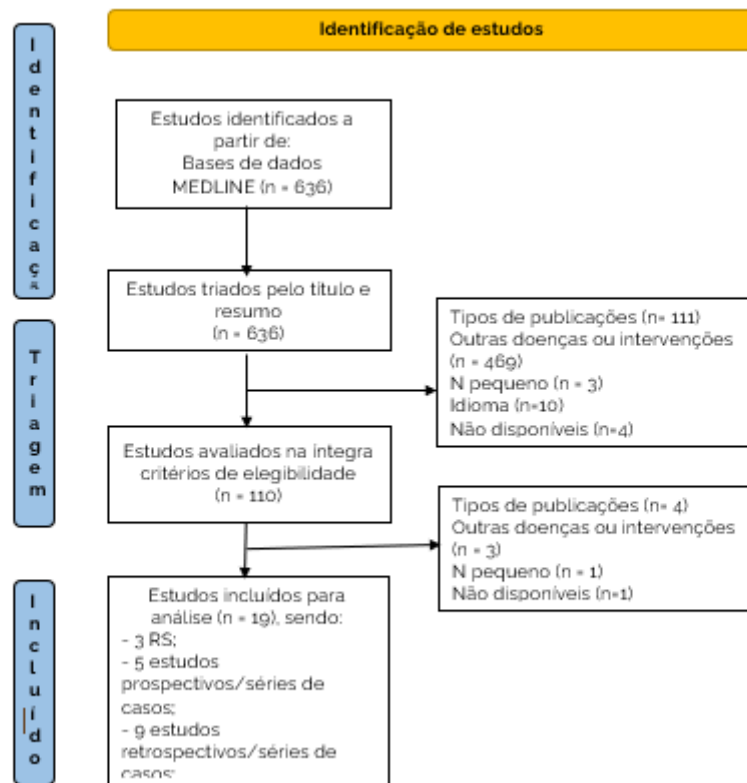 Identificação de estudos
Identificaçã
Estudos identificados a
partir de:
Bases de dados
MEDLINE (n = 636)
Estudos triados pelo título e
resumo
(n = 636)
Tipos de publicações (n= 111)
Outras doenças ou intervenções
(n = 469)
N pequeno (n = 3)
Idioma (n=10)
Não disponíveis (n=4)
Triagem
Estudos avaliados na íntegra
critérios de elegibilidade
(n = 110)
Tipos de publicações (n= 4)
Outras doenças ou intervenções
(n = 3)
N pequeno (n = 1)
Não disponíveis (n=1)
Incluído
Estudos incluídos para
análise (n = 19), sendo:
- 3 RS;
- 5 estudos
prospectivos/séries de
casos;
- 9 estudos
retrospectivos/séries de
casos;